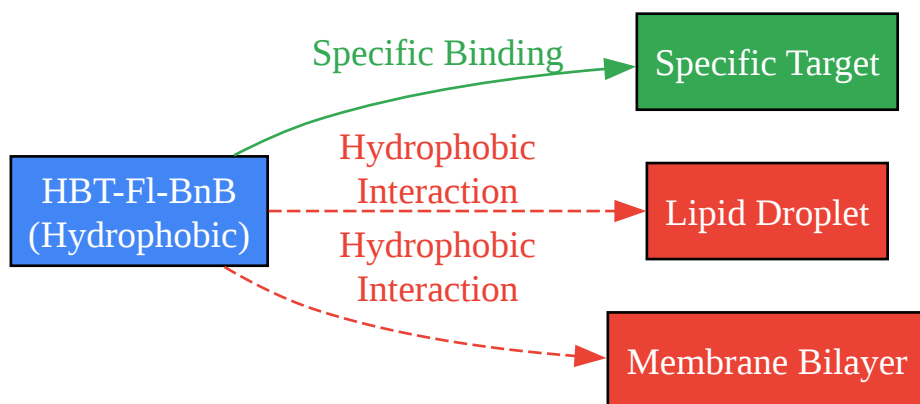 Specific Binding
Specific Target
Hydrophobic
Interaction
HBT-Fl-BnB
(Hydrophobic)
Lipid Droplet
Hydrophobic
Interaction
Membrane Bilayer